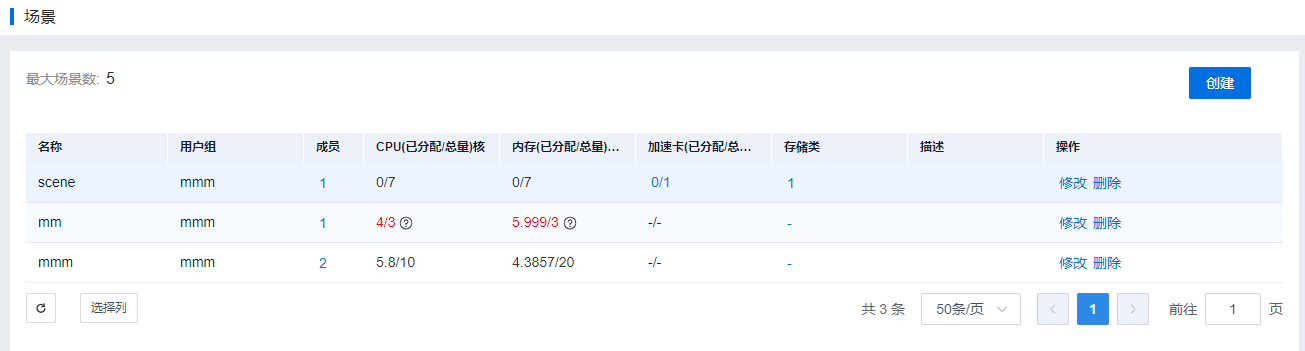 场景
最大场景数: 5
创建
名称 用户组 成员 CPU(已分配/总量)核 内存(已分配/总量)... 加速卡(已分配/总... 存储类 描述 操作
scene mmm 1 0/7 0/7 0/1 1 修改 删除
mm mmm 1 4/3 5.999/3 -/- - 修改 删除
mmm mmm 2 5.8/10 4.3857/20 -/- - 修改 删除
选择列 共 3 条 50条/页 1 前往 1 页